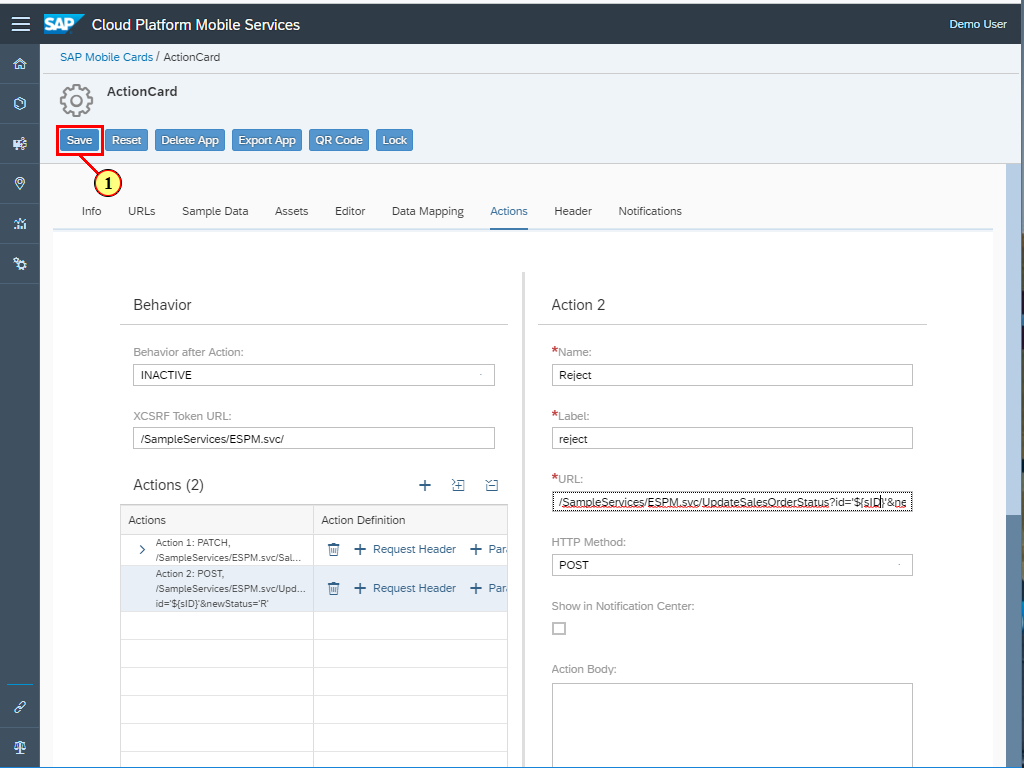 SAP Cloud Platform Mobile Services
Demo User
SAP Mobile Cards / ActionCard
ActionCard
Save Reset Delete App Export App QR Code Lock
1
Info URLs Sample Data Assets Editor Data Mapping Actions Header Notifications
Behavior
Behavior after Action:
INACTIVE
XCSRF Token URL:
/SampleServices/ESPM.svc/
Actions (2)
Actions Action Definition
Action 1: PATCH,
/SampleServices/ESPM.svc/Sal...
Request Header Para
Action 2: POST,
/SampleServices/ESPM.svc/Upd...
id='${sID}'&newStatus='R'
Request Header Para
Action 2
*Name:
Reject
*Label:
reject
*URL:
/SampleServices/ESPM.svc/UpdateSalesOrderStatus?id='${sID}'&ne
HTTP Method:
POST
Show in Notification Center:
Action Body: